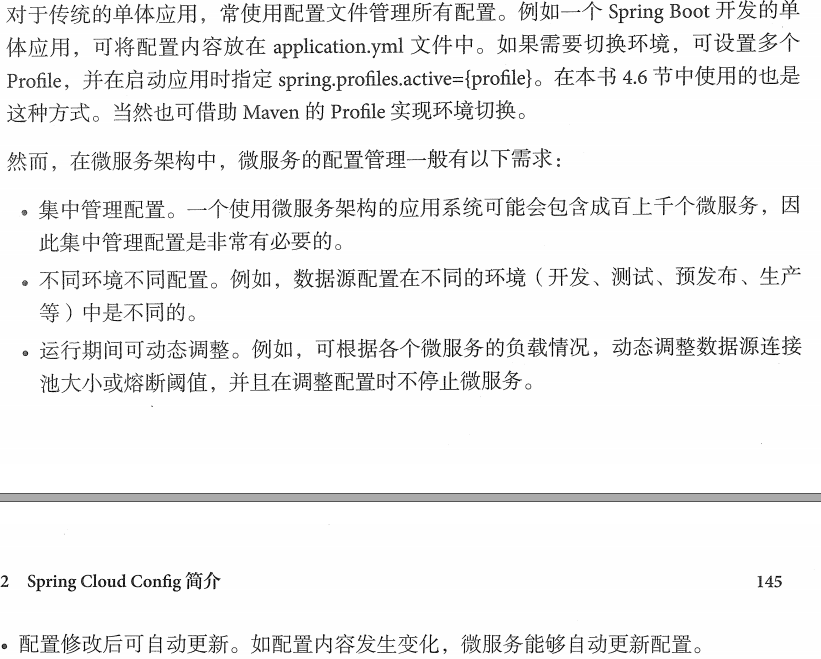 对于传统的单体应用，常使用配置文件管理所有配置。例如一个 Spring Boot 开发的单
体应用，可将配置内容放在 application.yml 文件中。如果需要切换环境，可设置多个
Profile，并在启动应用时指定 spring.profiles.active={profile}。在本书 4.6 节中使用的也是
这种方式。当然也可借助 Maven 的 Profile 实现环境切换。
然而，在微服务架构中，微服务的配置管理一般有以下需求：
• 集中管理配置。一个使用微服务架构的应用系统可能会包含成百上千个微服务，因
此集中管理配置是非常有必要的。
• 不同环境不同配置。例如，数据源配置在不同的环境（开发、测试、预发布、生产
等）中是不同的。
• 运行期间可动态调整。例如，可根据各个微服务的负载情况，动态调整数据源连接
池大小或熔断阈值，并且在调整配置时不停止微服务。
2 Spring Cloud Config 简介 145
• 配置修改后可自动更新。如配置内容发生变化，微服务能够自动更新配置。